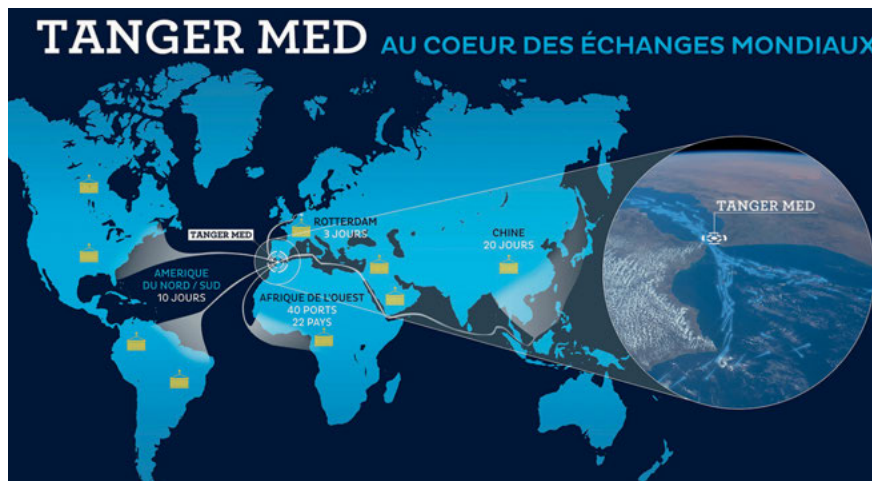 TANGER MED AU COEUR DES ÉCHANGES MONDIAUX
TANGER MED
ROTTERDAM
3 JOURS
CHINE
20 JOURS
AMERIQUE
DU NORD / SUD
10 JOURS
AFRIQUE DE L'OUEST
40 PORTS
22 PAYS
TANGER MED